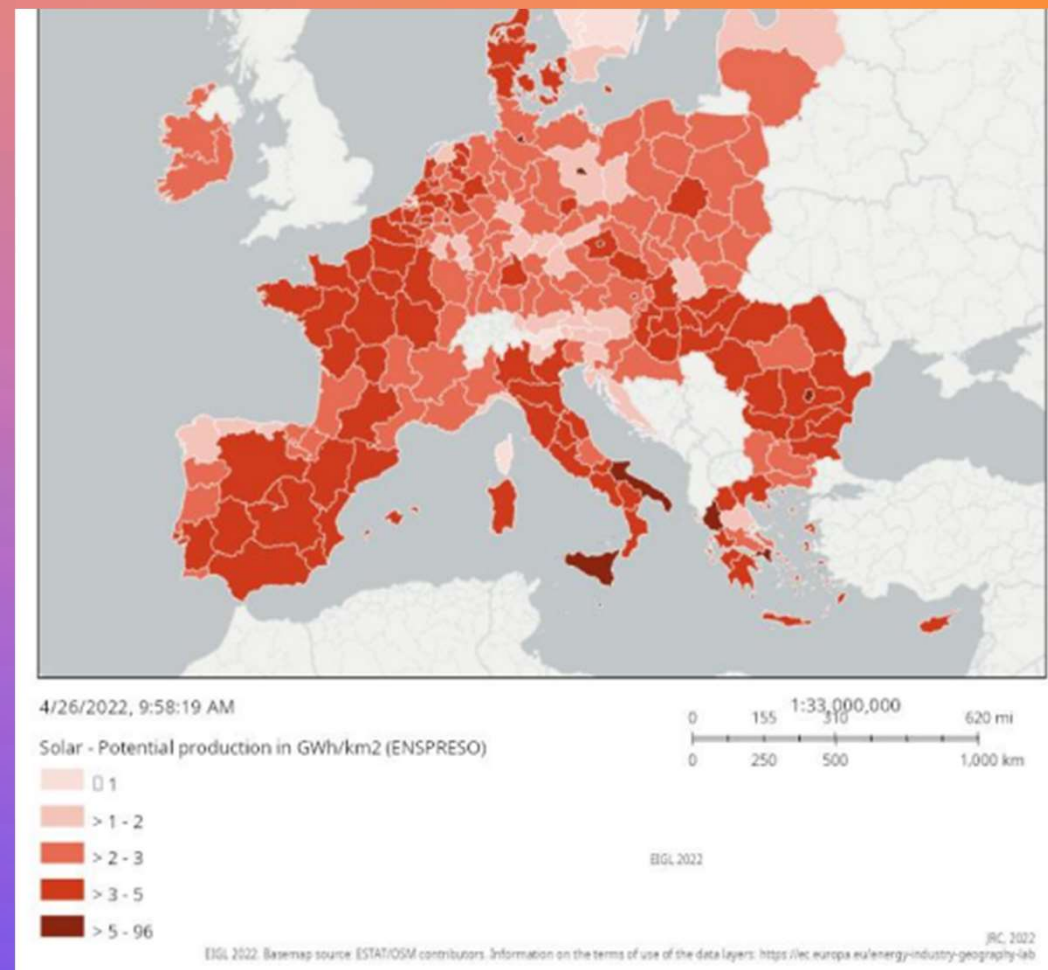 4/26/2022, 9:58:19 AM
1:33,000,000
0 155 310 620 mi
0 250 500 1,000 km
Solar - Potential production in GWh/km2 (ENSPRESO)
▯ 1
> 1 - 2
> 2 - 3
> 3 - 5
> 5 - 96
EIGL 2022
JRC, 2022
EIGL 2022. Basemap source: ESTAT/OSM contributors. Information on the terms of use of the data layers: https://ec.europa.eu/energy-industry-geography-lab